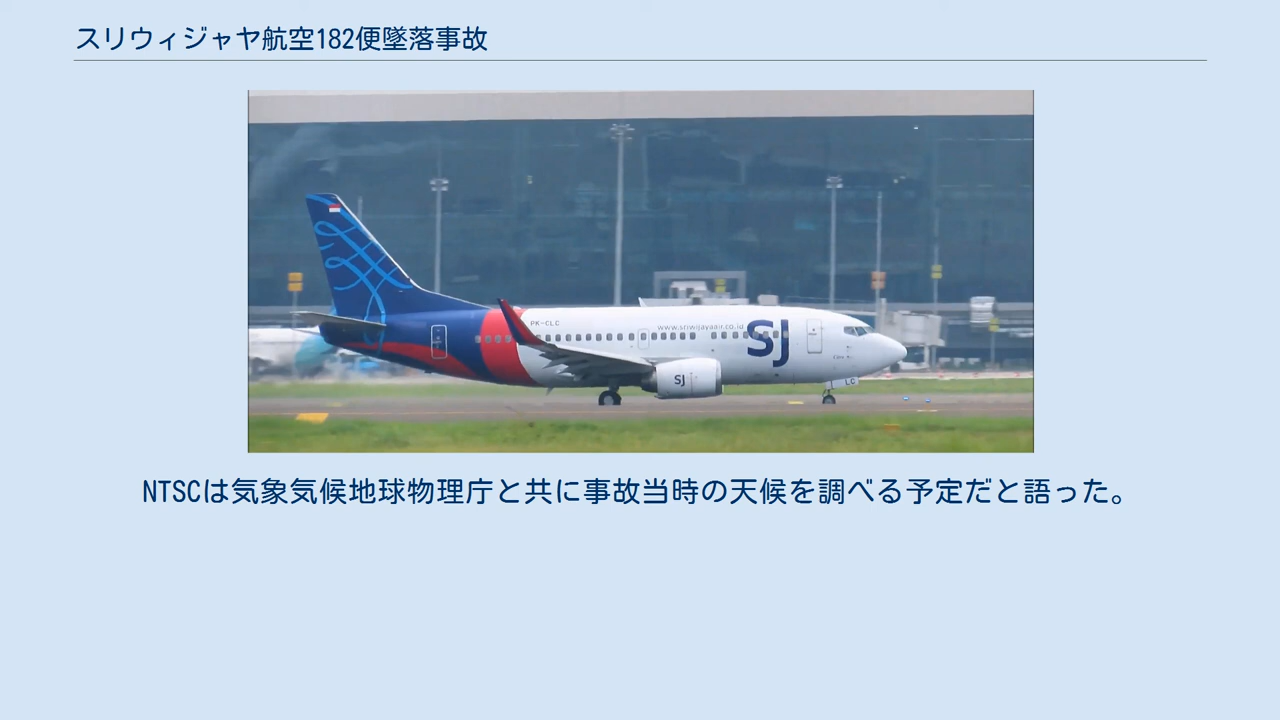 スリウィジャヤ航空182便墜落事故
PK-CLC
www.sriwijayaair.co.id
SJ
SJ
LC
NTSCは気象気候地球物理庁と共に事故当時の天候を調べる予定だと語った。